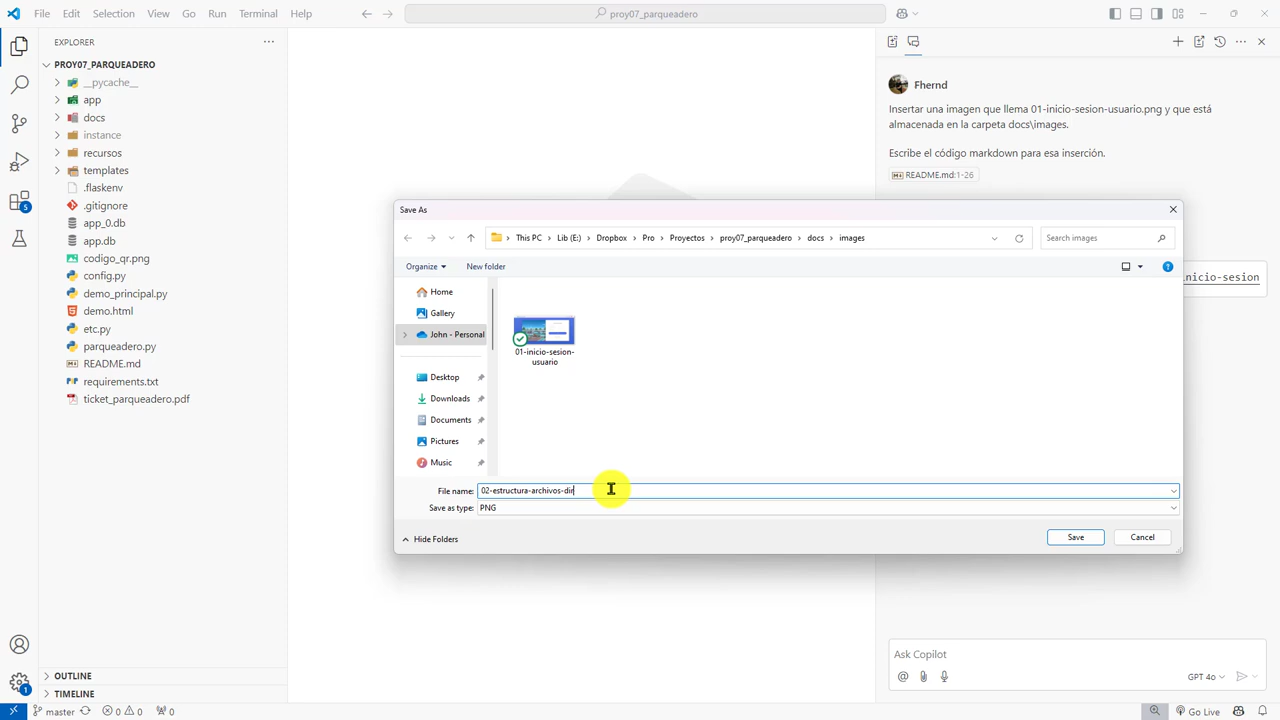 File Edit Selection View Go Run Terminal Help
proy07_parqueadero
EXPLORER
PROY07_PARQUEADERO
__pycache__
app
docs
instance
recursos
templates
.flaskenv
.gitignore
app_0.db
app.db
codigo_qr.png
config.py
demo_principal.py
demo.html
etc.py
parqueadero.py
README.md
requirements.txt
ticket_parqueadero.pdf
OUTLINE
TIMELINE
5
1
Fhernd
Insertar una imagen que llema 01-inicio-sesion-usuario.png y que está
almacenada en la carpeta docs\images.
Escribe el código markdown para esa inserción.
README.md:1-26
nicio-sesion
Save As
This PC Lib (E:) Dropbox Pro Proyectos proy07_parqueadero docs images
Search images
Organize New folder
Home
Gallery
John - Personal
Desktop
Downloads
Documents
Pictures
Music
01-inicio-sesion-
usuario
File name: 02-estructura-archivos-dir
Save as type: PNG
Hide Folders
Save Cancel
Ask Copilot
GPT 4o
master 0 0 0
Go Live